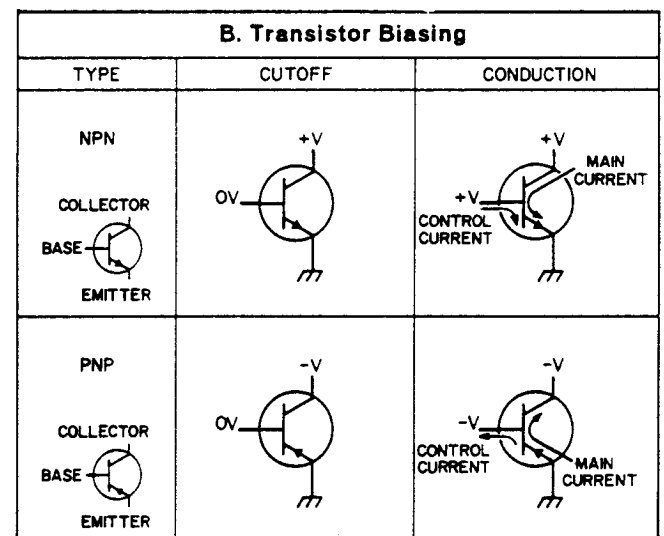 B. Transistor Biasing
TYPE
CUTOFF
CONDUCTION
NPN
COLLECTOR
BASE
EMITTER
+V
OV
+V
+V
MAIN
CURRENT
CONTROL
CURRENT
PNP
COLLECTOR
BASE
EMITTER
-V
OV
-V
-V
CONTROL
CURRENT
MAIN
CURRENT